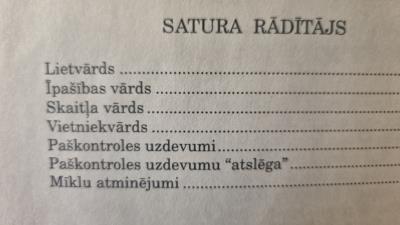 SATURA RĀDĪTĀJS
Lietvārds
Īpašības vārds
Skaitļa vārds
Vietniekvārds
Paškontroles uzdevumi
Paškontroles uzdevumu “atslēga”
Mīklu atminējumi